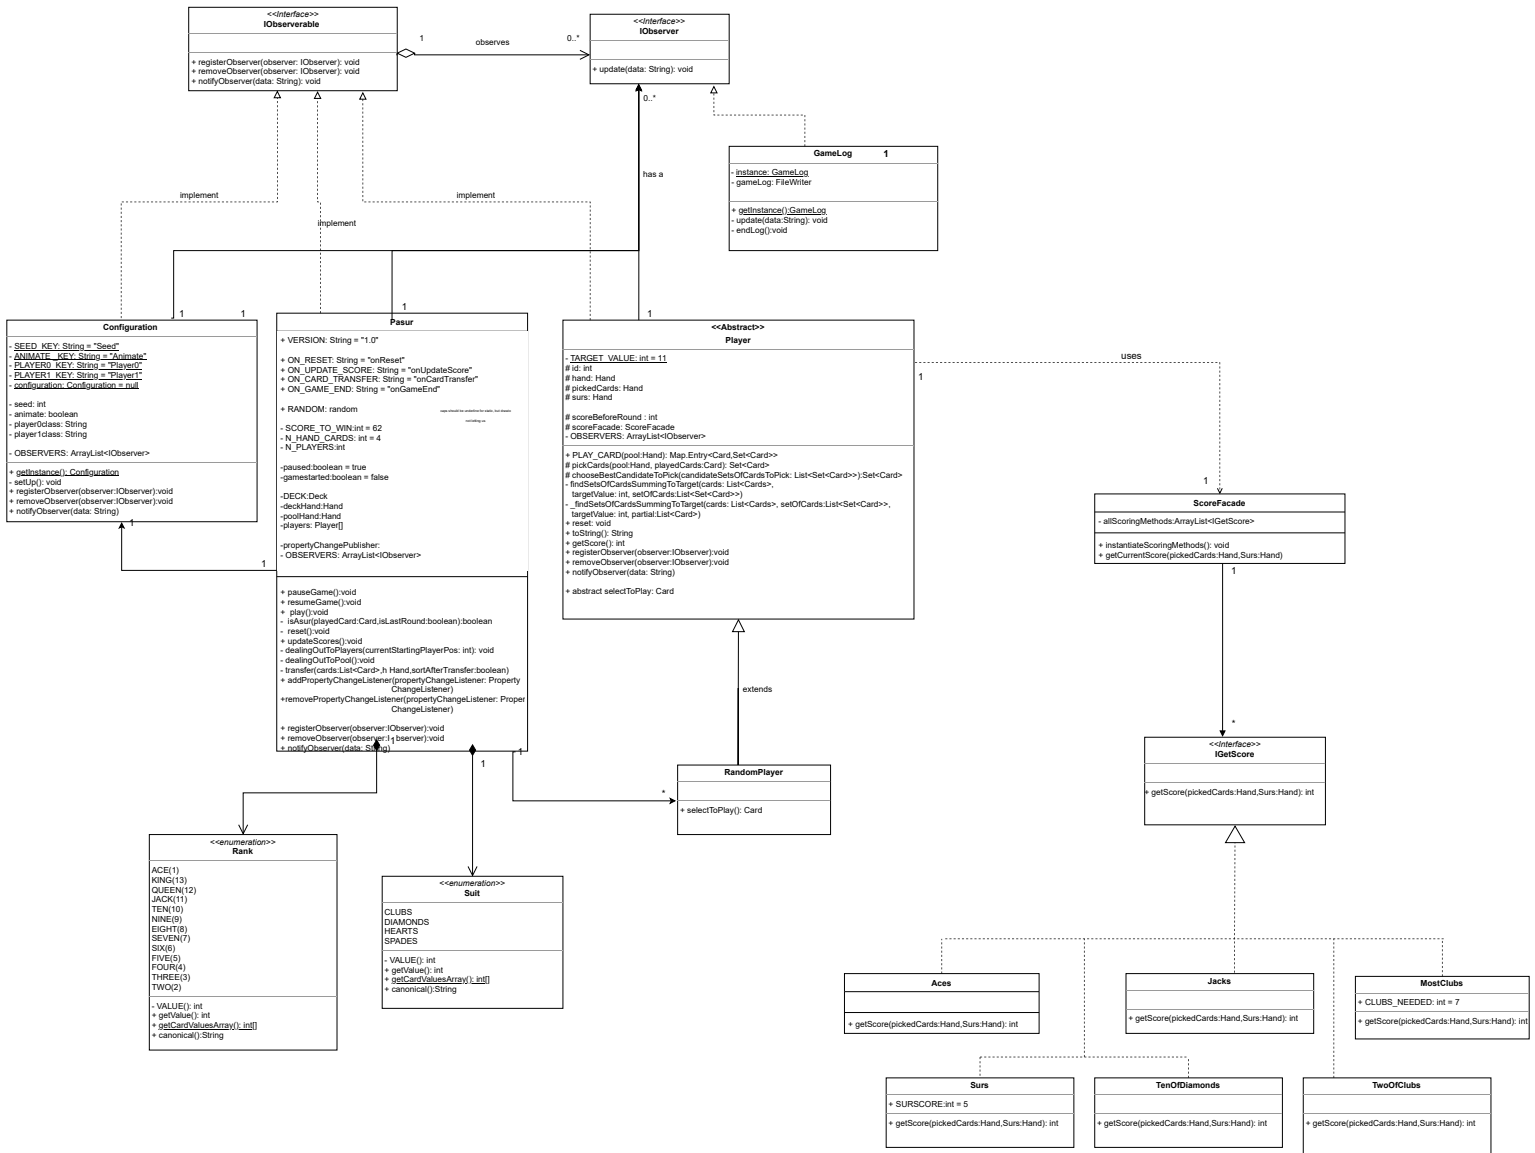 <<Interface>>
IObserverable
+ registerObserver(observer: IObserver): void
+ removeObserver(observer: IObserver): void
+ notifyObserver(data: String): void
1
observes
0..*
<<Interface>>
IObserver
+ update(data: String): void
0..*
has a
GameLog
1
- instance: GameLog
- gameLog: FileWriter
+ getInstance():GameLog
- update(data:String): void
- endLog():void
implement
implement
implement
1
1
1
1
Configuration
- SEED_KEY: String = "Seed"
- ANIMATE _KEY: String = "Animate"
- PLAYER0_KEY: String = "Player0"
- PLAYER1_KEY: String = "Player1"
- configuration: Configuration = null
- seed: int
- animate: boolean
- player0class: String
- player1class: String
- OBSERVERS: ArrayList<IObserver>
+ getInstance(): Configuration
- setUp(): void
+ registerObserver(observer:IObserver):void
+ removeObserver(observer:IObserver):void
+ notifyObserver(data: String)
1
1
Pasur
+ VERSION: String = "1.0"
+ ON_RESET: String = "onReset"
+ ON_UPDATE_SCORE: String = "onUpdateScore"
+ ON_CARD_TRANSFER: String = "onCardTransfer"
+ ON_GAME_END: String = "onGameEnd"
+ RANDOM: random
- SCORE_TO_WIN:int = 62
- N_HAND_CARDS: int = 4
- N_PLAYERS:int
-paused:boolean = true
-gamestarted:boolean = false
-DECK:Deck
-deckHand:Hand
-poolHand:Hand
-players: Player[]
-propertyChangePublisher:
- OBSERVERS: ArrayList<IObserver>
+ pauseGame():void
+ resumeGame():void
+ play():void
- isAsur(playedCard:Card,isLastRound:boolean):boolean
- reset():void
+ updateScores():void
- dealingOutToPlayers(currentStartingPlayerPos: int): void
- dealingOutToPool():void
- transfer(cards:List<Card>,h Hand,sortAfterTransfer:boolean)
+ addPropertyChangeListener(propertyChangeListener: Property
ChangeListener)
+removePropertyChangeListener(propertyChangeListener: Proper
ChangeListener)
+ registerObserver(observer:IObserver):void
+ removeObserver(observer:IObserver):void
+ notifyObserver(data: String)
1
1
1
<<Abstract>>
Player
- TARGET_VALUE: int = 11
# id: int
# hand: Hand
# pickedCards: Hand
# surs: Hand
# scoreBeforeRound : int
# scoreFacade: ScoreFacade
- OBSERVERS: ArrayList<IObserver>
+ PLAY_CARD(pool:Hand): Map.Entry<Card,Set<Card>>
# pickCards(pool:Hand, playedCards:Card): Set<Card>
# chooseBestCandidateToPick(candidateSetsOfCardsToPick: List<Set<Card>>):Set<Card>
- findSetsOfCardsSummingToTarget(cards: List<Cards>,
targetValue: int, setOfCards:List<Set<Card>>)
- _findSetsOfCardsSummingToTarget(cards: List<Cards>, setOfCards:List<Set<Card>>,
targetValue: int, partial:List<Card>)
+ reset: void
+ toString(): String
+ getScore(): int
+ registerObserver(observer:IObserver):void
+ removeObserver(observer:IObserver):void
+ notifyObserver(data: String)
+ abstract selectToPlay: Card
uses
1
1
ScoreFacade
- allScoringMethods:ArrayList<IGetScore>
+ instantiateScoringMethods(): void
+ getCurrentScore(pickedCards:Hand,Surs:Hand)
1
*
<<Interface>>
IGetScore
+ getScore(pickedCards:Hand,Surs:Hand): int
extends
*
RandomPlayer
+ selectToPlay(): Card
<<enumeration>>
Rank
ACE(1)
KING(13)
QUEEN(12)
JACK(11)
TEN(10)
NINE(9)
EIGHT(8)
SEVEN(7)
SIX(6)
FIVE(5)
FOUR(4)
THREE(3)
TWO(2)
- VALUE(): int
+ getValue(): int
+ getCardValuesArray(): int[]
+ canonical():String
<<enumeration>>
Suit
CLUBS
DIAMONDS
HEARTS
SPADES
- VALUE(): int
+ getValue(): int
+ getCardValuesArray(): int[]
+ canonical():String
Aces
+ getScore(pickedCards:Hand,Surs:Hand): int
Jacks
+ getScore(pickedCards:Hand,Surs:Hand): int
MostClubs
+ CLUBS_NEEDED: int = 7
+ getScore(pickedCards:Hand,Surs:Hand): int
Surs
+ SURSCORE:int = 5
+ getScore(pickedCards:Hand,Surs:Hand): int
TenOfDiamonds
+ getScore(pickedCards:Hand,Surs:Hand): int
TwoOfClubs
+ getScore(pickedCards:Hand,Surs:Hand): int